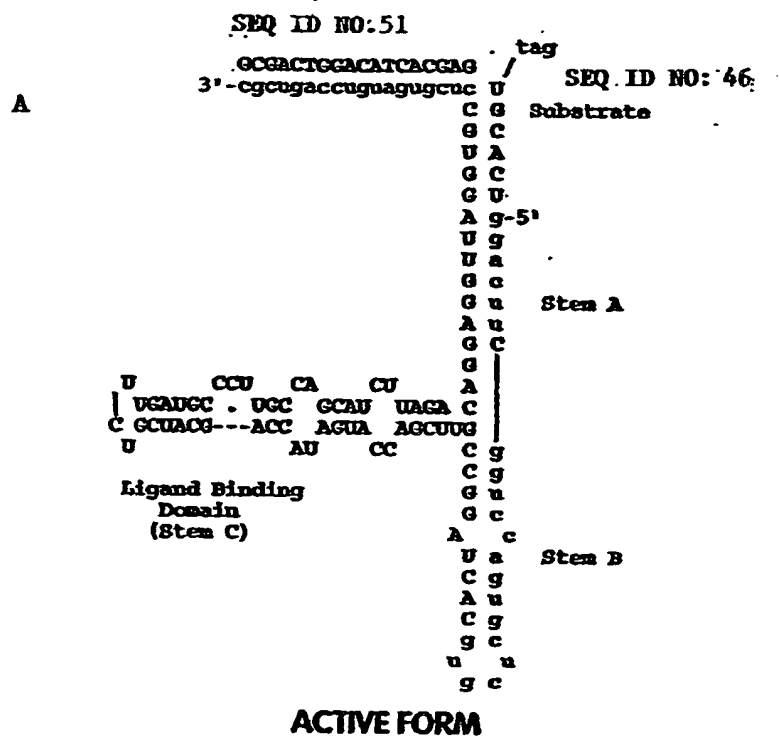 SEQ ID NO:51
tag
GCGACTGGACATCACGAG
SEQ ID NO: 46
3'-cgcugaccuguagugcuc U
A
C G Substrate
G C
U A
G C
G U
A g-5'
U g
U a
G c
G u Stem A
A u
G C
G
U CCU CA CU A
UGAUGC . UGC GCAU UAGA C
C GCUACG---ACC AGUA AGCUUG
U AU CC C g
C g
Ligand Binding
G u
Domain
G c
(Stem C)
A c
U a Stem B
C g
A u
C g
g c
u u
g c
ACTIVE FORM